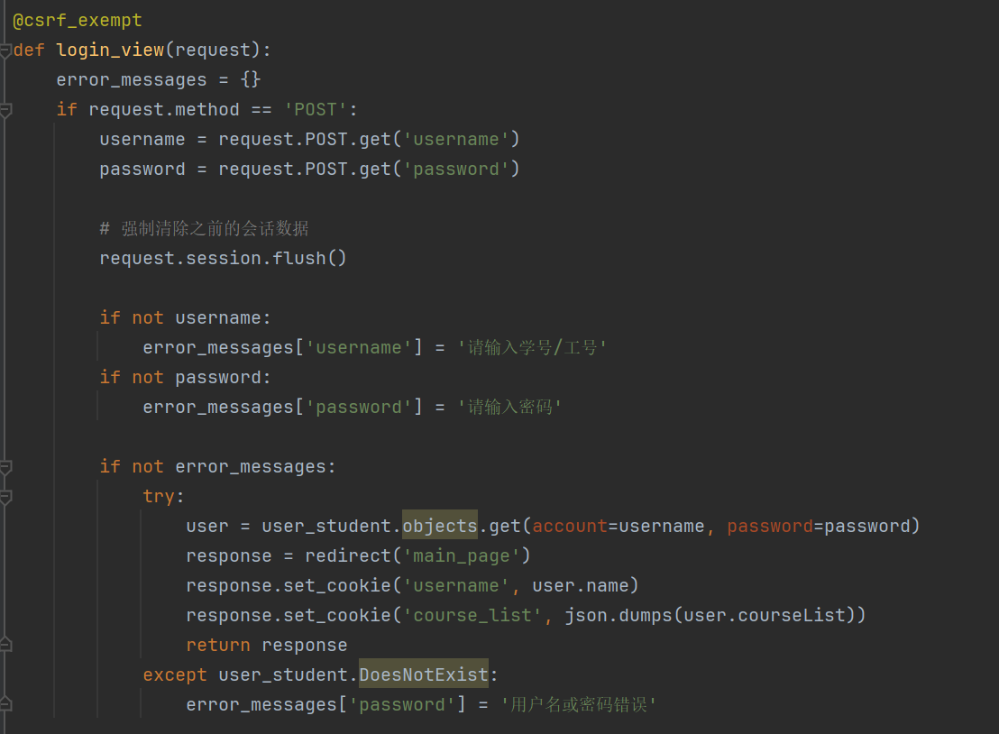 @csrf_exempt
def login_view(request):
    error_messages = {}
    if request.method == 'POST':
        username = request.POST.get('username')
        password = request.POST.get('password')

        # 强制清除之前的会话数据
        request.session.flush()

        if not username:
            error_messages['username'] = '请输入学号/工号'
        if not password:
            error_messages['password'] = '请输入密码'

        if not error_messages:
            try:
                user = user_student.objects.get(account=username, password=password)
                response = redirect('main_page')
                response.set_cookie('username', user.name)
                response.set_cookie('course_list', json.dumps(user.courseList))
                return response
            except user_student.DoesNotExist:
                error_messages['password'] = '用户名或密码错误'